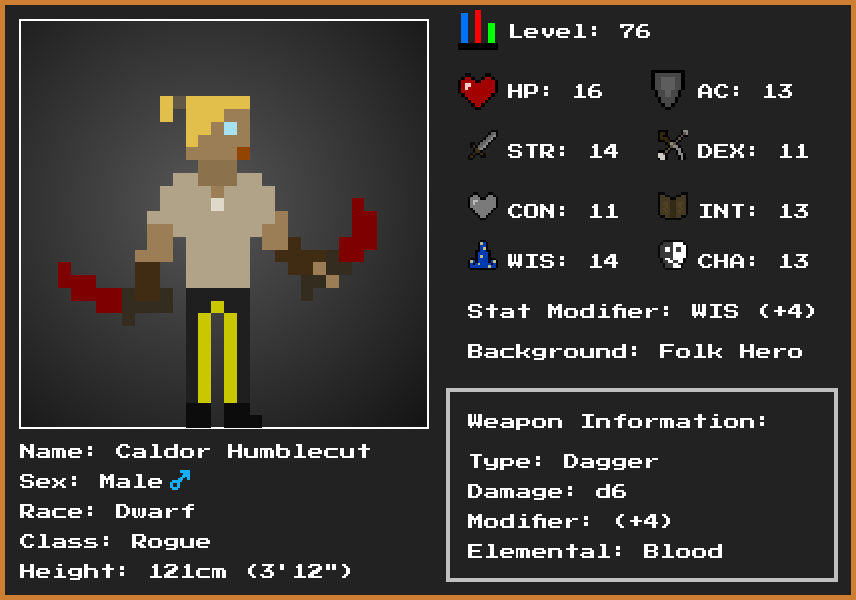 Level: 76
HP: 16 AC: 13
STR: 14 DEX: 11
CON: 11 INT: 13
WIS: 14 CHA: 13
Stat Modifier: WIS (+4)
Background: Folk Hero
Weapon Information:
Type: Dagger
Damage: d6
Modifier: (+4)
Elemental: Blood
Name: Caldor Humblecut
Sex: Male ♂
Race: Dwarf
Class: Rogue
Height: 121cm (3'12")